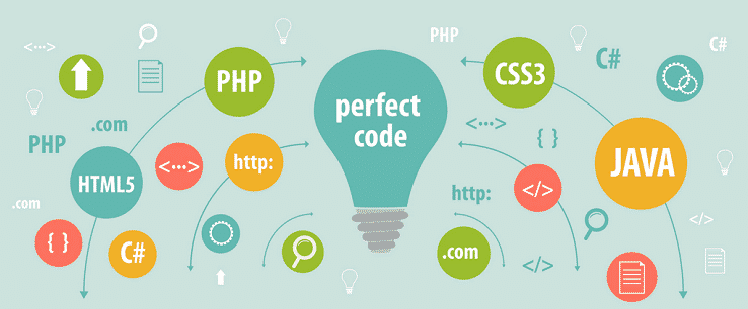 <···>
PHP
C#
C#
PHP
CSS3
perfect
code
.com
PHP
<···>
{ }
<···>
http:
JAVA
HTML5
http:
</>
.com
</>
{ }
C#
.com
</>